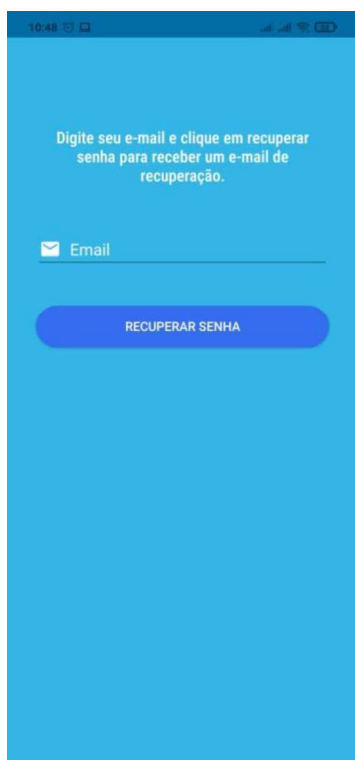 10:48
Digite seu e-mail e clique em recuperar
senha para receber um e-mail de
recuperação.
Email
RECUPERAR SENHA